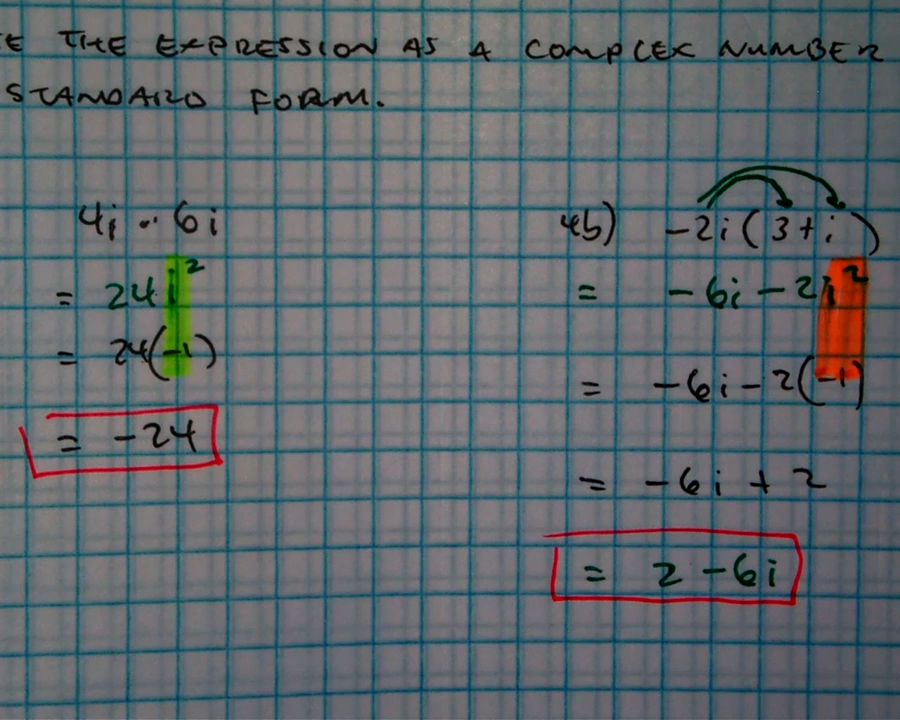 E THE EXPRESSION AS A COMPLEX NUMBER
STANDARD FORM.
4i · 6i
= 24i²
= 24(-1)
= -24
4b) -2i(3+i)
= -6i-2i²
= -6i-2(-1)
= -6i+2
= 2-6i